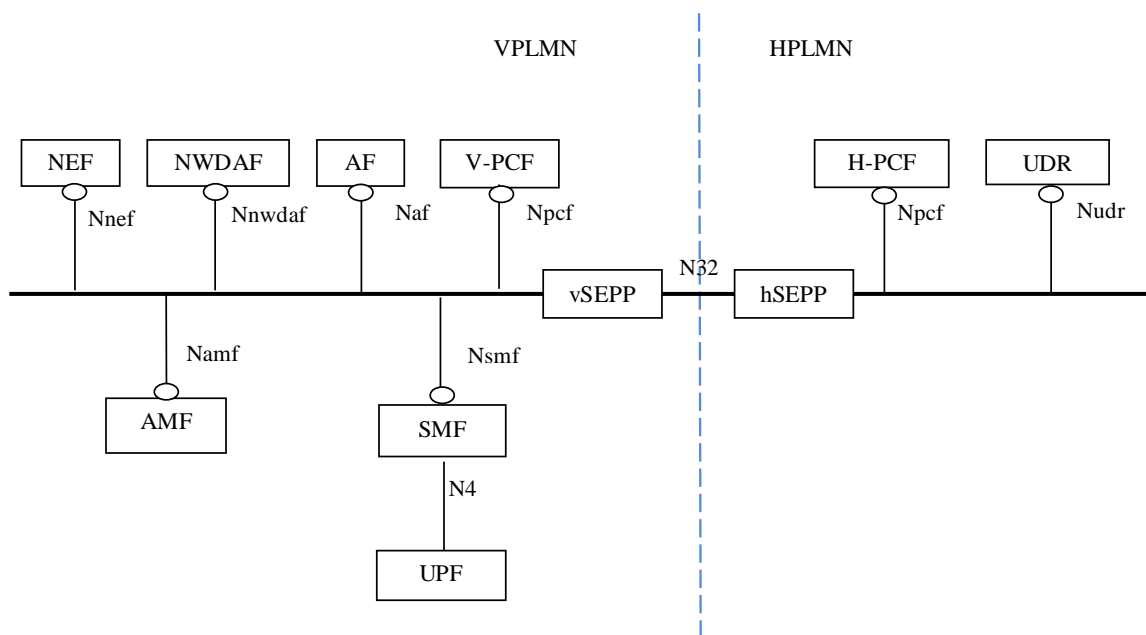 VPLMN
HPLMN
NEF
NWDAF
AF
V-PCF
H-PCF
UDR
Nnef
Nnwdaf
Naf
Npcf
Npcf
Nudr
N32
vSEPP
hSEPP
Namf
Nsmf
AMF
SMF
N4
UPF